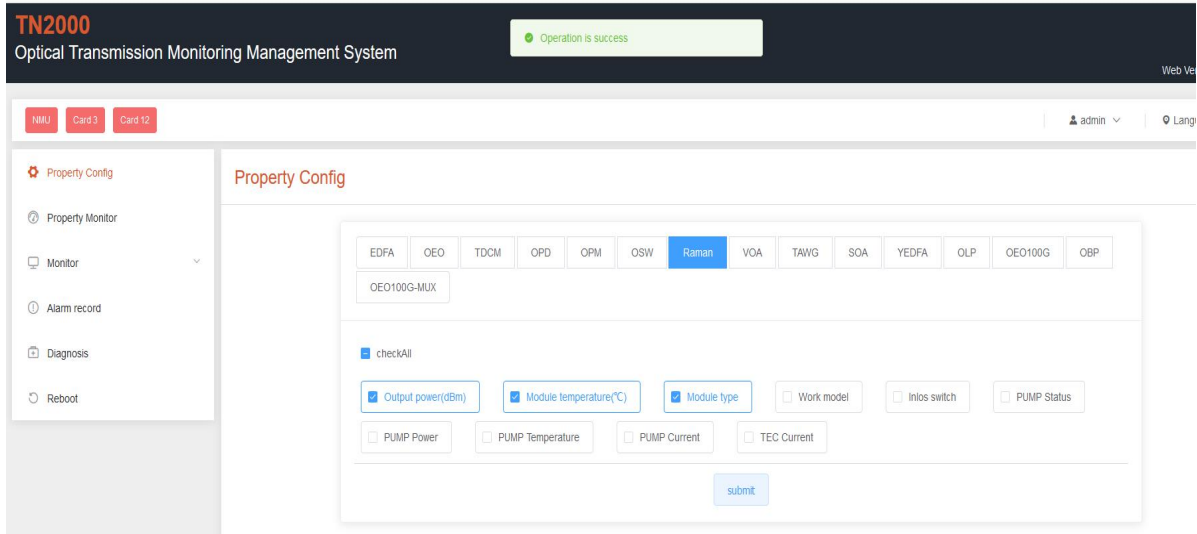 TN2000
Optical Transmission Monitoring Management System
Operation is success
Web Ver
NMU Card 3 Card 12
admin
Langu
Property Config
Property Monitor
Monitor
Alarm record
Diagnosis
Reboot
Property Config
EDFA OEO TDCM OPD OPM OSW Raman VOA TAWG SOA YEDFA OLP OEO100G OBP
OEO100G-MUX
checkAll
Output power(dBm) Module temperature(℃) Module type Work model Inlos switch PUMP Status
PUMP Power PUMP Temperature PUMP Current TEC Current
submit